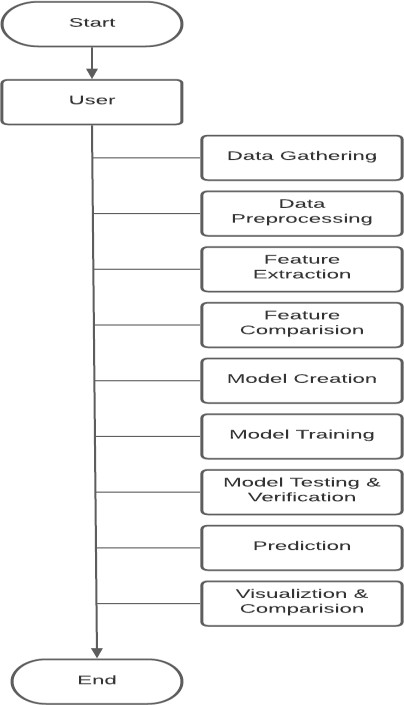 Start
User
Data Gathering
Data
Preprocessing
Feature
Extraction
Feature
Comparision
Model Creation
Model Training
Model Testing &
Verification
Prediction
Visualiztion &
Comparision
End